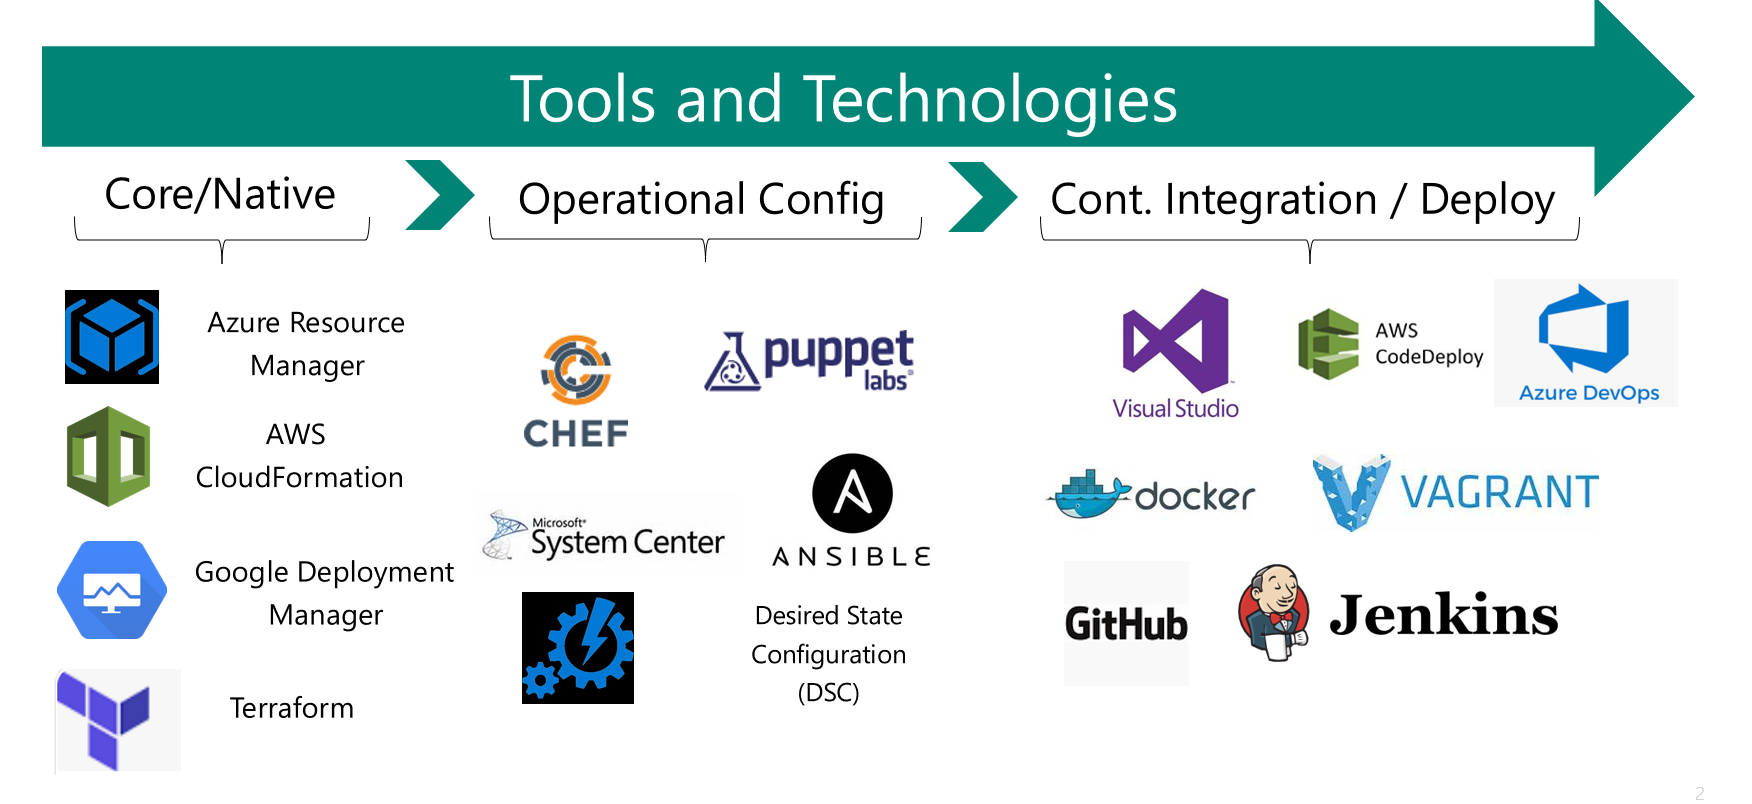 Tools and Technologies
Core/Native
Operational Config
Cont. Integration / Deploy
Azure Resource
Manager
AWS
CloudFormation
Google Deployment
Manager
Terraform
CHEF
puppet
labs®
Microsoft®
System Center
ANSIBLE
Desired State
Configuration
(DSC)
Visual Studio
AWS
CodeDeploy
Azure DevOps
docker
VAGRANT
GitHub
Jenkins
2